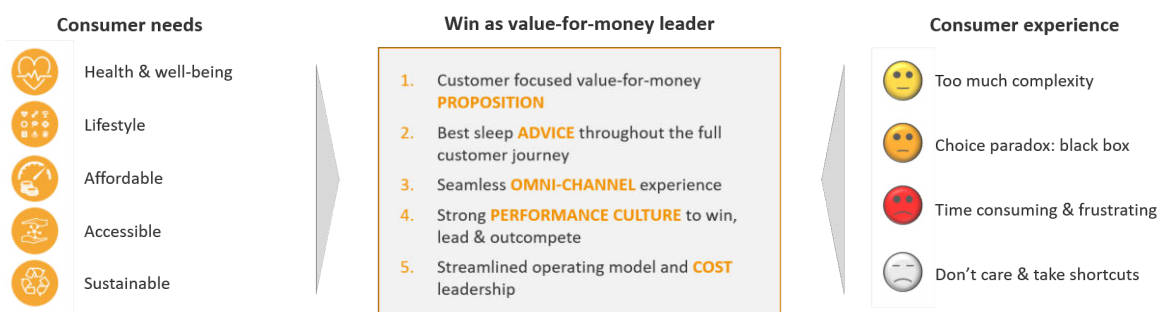 Consumer needs
Health & well-being
Lifestyle
Affordable
Accessible
Sustainable
Win as value-for-money leader
1. Customer focused value-for-money
PROPOSITION
2. Best sleep ADVICE throughout the full
customer journey
3. Seamless OMNI-CHANNEL experience
4. Strong PERFORMANCE CULTURE to win,
lead & outcompete
5. Streamlined operating model and COST
leadership
Consumer experience
Too much complexity
Choice paradox: black box
Time consuming & frustrating
Don’t care & take shortcuts